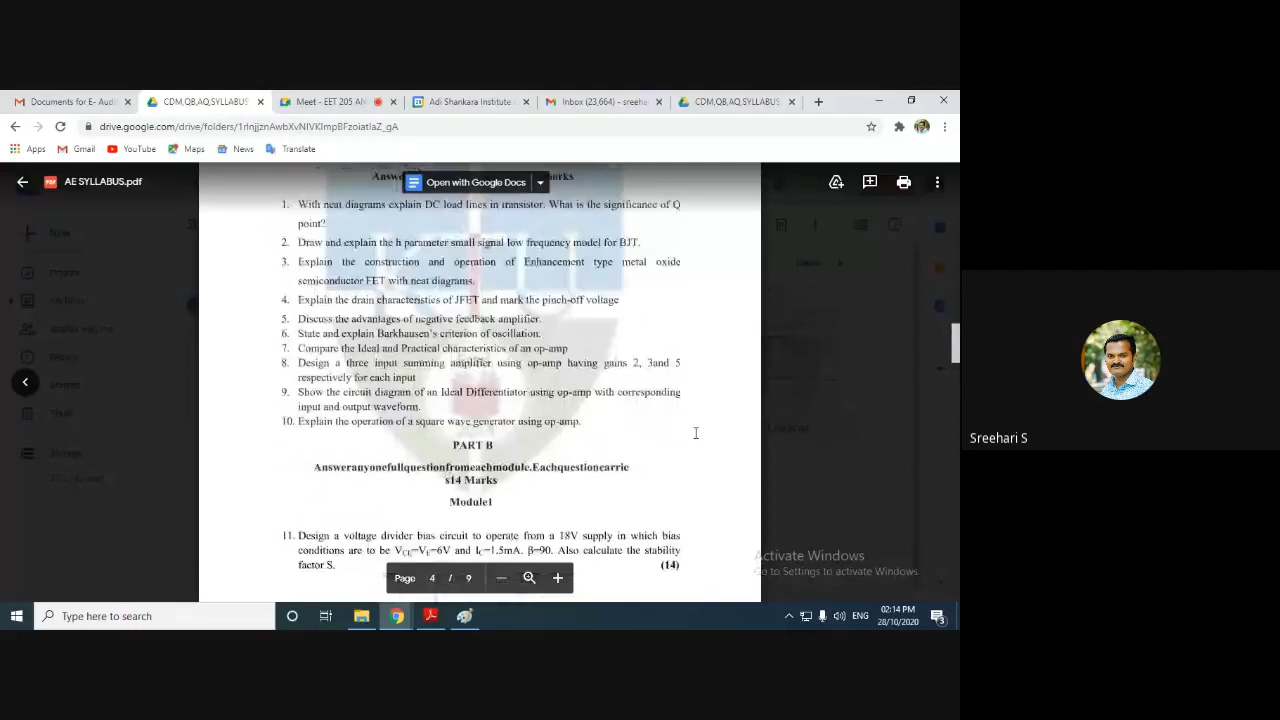 Documents for E- Audi
CDM,QB,AQ,SYLLABUS
Meet - EET 205 AN
Adi Shankara Institute o
Inbox (23,664) - sreeha
CDM,QB,AQ,SYLLABUS
drive.google.com/drive/folders/1rInjjznAwbXvNIVKImpBFzoiatIaZ_gA
Apps
Gmail
YouTube
Maps
News
Translate
AE SYLLABUS.pdf
Open with Google Docs
1. With neat diagrams explain DC load lines in transistor. What is the significance of Q
point?
2. Draw and explain the h parameter small signal low frequency model for BJT.
3. Explain the construction and operation of Enhancement type metal oxide
semiconductor FET with neat diagrams.
4. Explain the drain characteristics of JFET and mark the pinch-off voltage
5. Discuss the advantages of negative feedback amplifier.
6. State and explain Barkhausen's criterion of oscillation.
7. Compare the Ideal and Practical characteristics of an op-amp
8. Design a three input summing amplifier using op-amp having gains 2, 3and 5
respectively for each input
9. Show the circuit diagram of an Ideal Differentiator using op-amp with corresponding
input and output waveform.
10. Explain the operation of a square wave generator using op-amp.
PART B
Answeranyonefullquestionfromeachmodule.Eachquestioncarrie
s14 Marks
Module1
11. Design a voltage divider bias circuit to operate from a 18V supply in which bias
conditions are to be VCE=VE=6V and IC=1.5mA. β=90. Also calculate the stability
factor S. (14)
Page 4 / 9
Activate Windows
Go to Settings to activate Windows.
Sreehari S
Type here to search
ENG
02:14 PM
28/10/2020
3